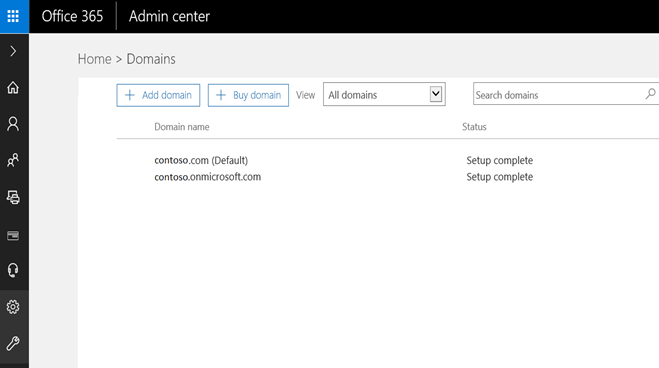 Office 365 Admin center
Home > Domains
+ Add domain + Buy domain View All domains Search domains
Domain name Status
contoso.com (Default) Setup complete
contoso.onmicrosoft.com Setup complete